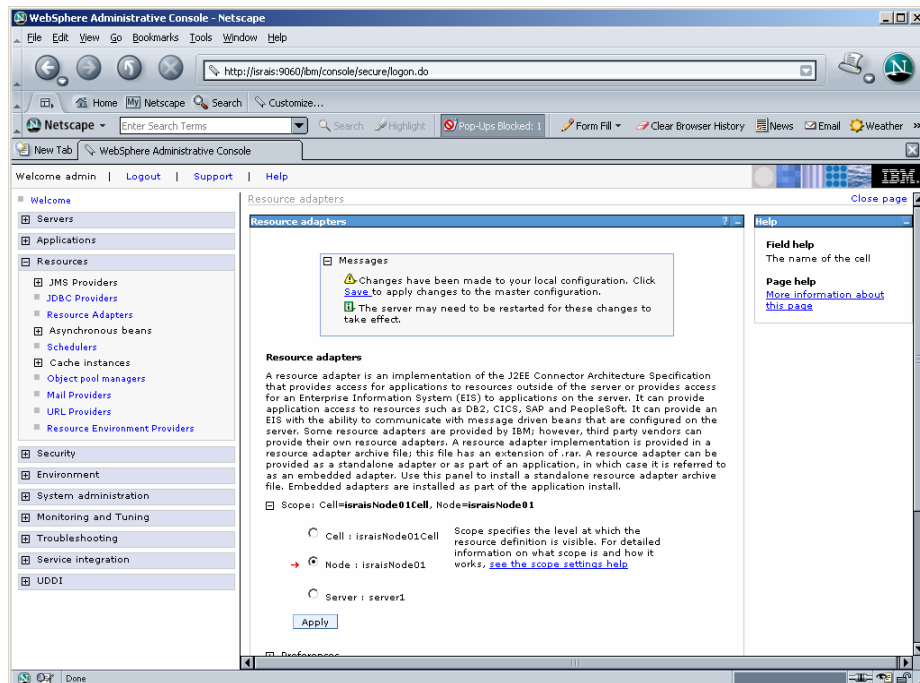 WebSphere Administrative Console - Netscape
File Edit View Go Bookmarks Tools Window Help
http://israis:9060/ibm/console/secure/logon.do
Home My Netscape Search Customize...
Netscape Enter Search Terms Search Highlight Pop-Ups Blocked: 1 Form Fill Clear Browser History News Email Weather »
New Tab WebSphere Administrative Console
Welcome admin | Logout | Support | Help
IBM.
Welcome
Servers
Applications
Resources
JMS Providers
JDBC Providers
Resource Adapters
Asynchronous beans
Schedulers
Cache instances
Object pool managers
Mail Providers
URL Providers
Resource Environment Providers
Security
Environment
System administration
Monitoring and Tuning
Troubleshooting
Service integration
UDDI
Resource adapters
Close page
Resource adapters ? -
Messages
Changes have been made to your local configuration. Click
Save to apply changes to the master configuration.
The server may need to be restarted for these changes to
take effect.
Resource adapters
A resource adapter is an implementation of the J2EE Connector Architecture Specification
that provides access for applications to resources outside of the server or provides access
for an Enterprise Information System (EIS) to applications on the server. It can provide
application access to resources such as DB2, CICS, SAP and PeopleSoft. It can provide an
EIS with the ability to communicate with message driven beans that are configured on the
server. Some resource adapters are provided by IBM; however, third party vendors can
provide their own resource adapters. A resource adapter implementation is provided in a
resource adapter archive file; this file has an extension of .rar. A resource adapter can be
provided as a standalone adapter or as part of an application, in which case it is referred to
as an embedded adapter. Use this panel to install a standalone resource adapter archive
file. Embedded adapters are installed as part of the application install.
Scope: Cell=israisNode01Cell, Node=israisNode01
Cell : israisNode01Cell
Node : israisNode01
Server : server1
Scope specifies the level at which the
resource definition is visible. For detailed
information on what scope is and how it
works, see the scope settings help
Apply
Preferences
Help -
Field help
The name of the cell
Page help
More information about
this page
Done